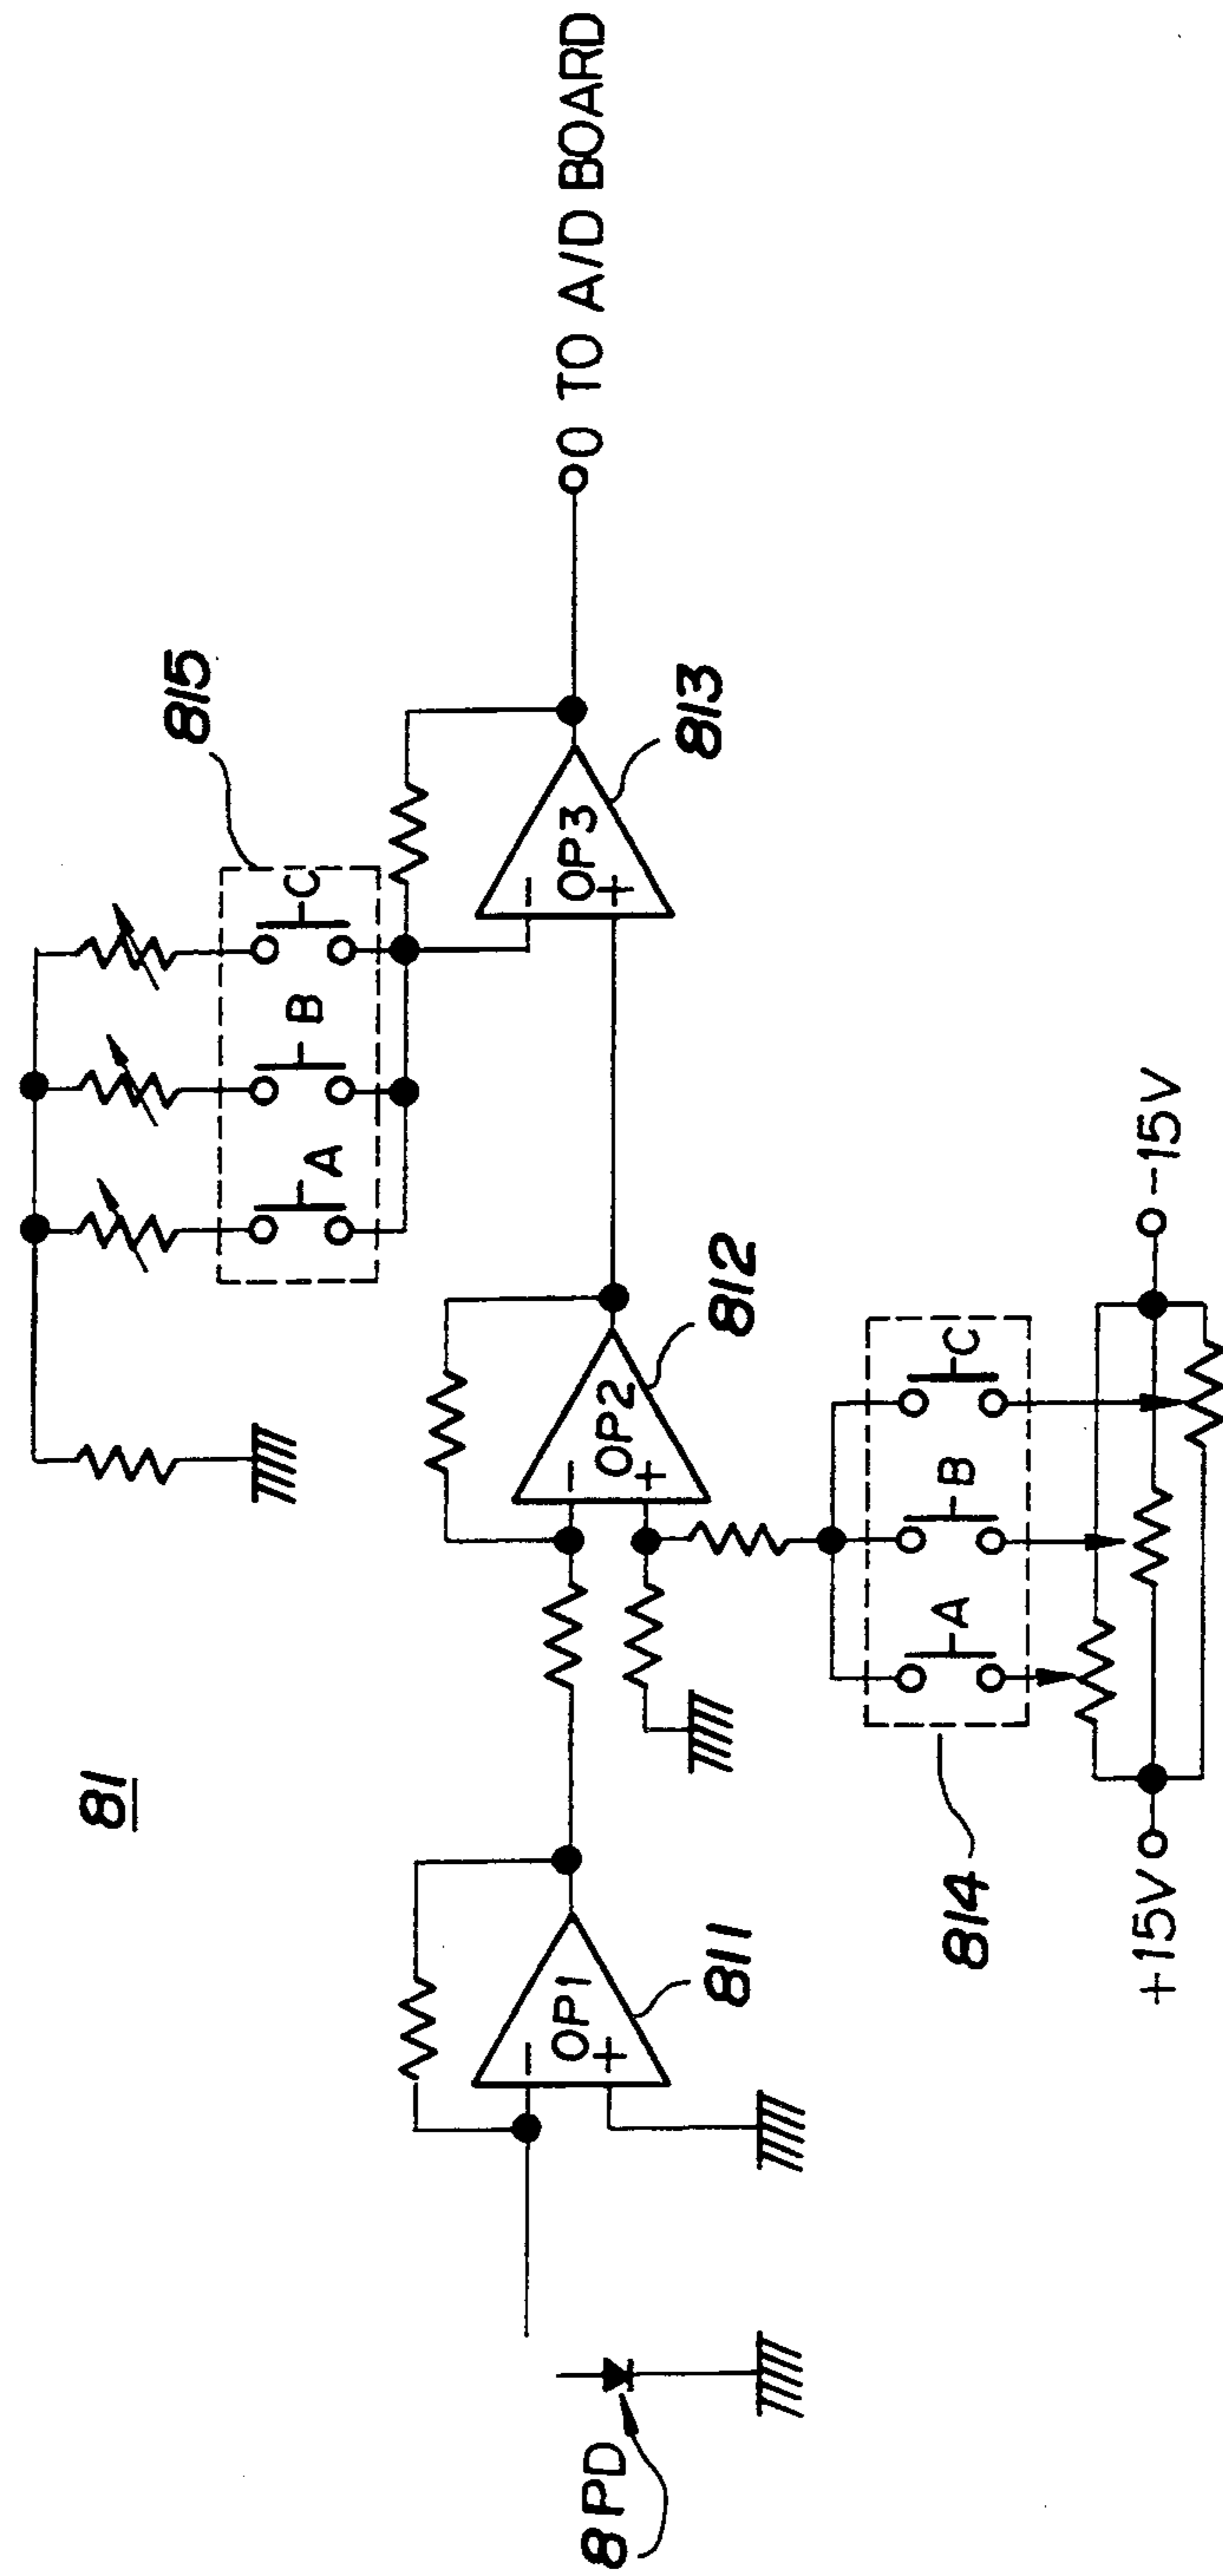 81
815
A
B
C
OP3
-
+
813
O TO A/D BOARD
OP2
-
+
812
OP1
-
+
811
8PD
A
B
C
814
+15V
-15V